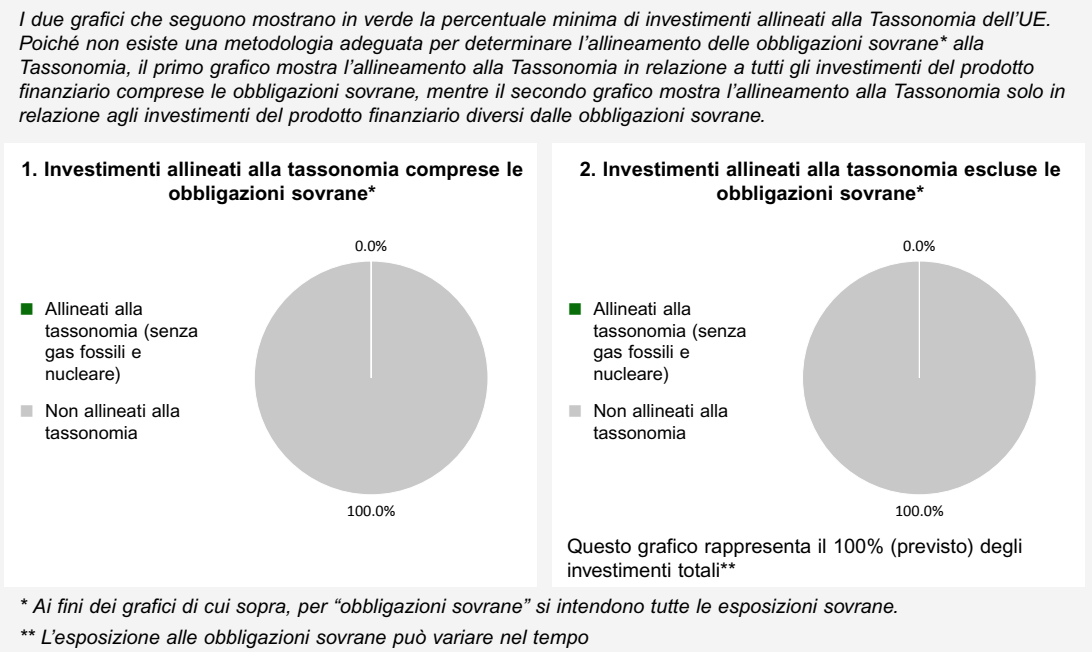 I due grafici che seguono mostrano in verde la percentuale minima di investimenti allineati alla Tassonomia dell’UE.
Poiché non esiste una metodologia adeguata per determinare l’allineamento delle obbligazioni sovrane* alla
Tassonomia, il primo grafico mostra l’allineamento alla Tassonomia in relazione a tutti gli investimenti del prodotto
finanziario comprese le obbligazioni sovrane, mentre il secondo grafico mostra l’allineamento alla Tassonomia solo in
relazione agli investimenti del prodotto finanziario diversi dalle obbligazioni sovrane.
1. Investimenti allineati alla tassonomia comprese le
obbligazioni sovrane*
0.0%
Allineati alla
tassonomia (senza
gas fossili e
nucleare)
Non allineati alla
tassonomia
100.0%
2. Investimenti allineati alla tassonomia escluse le
obbligazioni sovrane*
0.0%
Allineati alla
tassonomia (senza
gas fossili e
nucleare)
Non allineati alla
tassonomia
100.0%
Questo grafico rappresenta il 100% (previsto) degli
investimenti totali**
* Ai fini dei grafici di cui sopra, per “obbligazioni sovrane” si intendono tutte le esposizioni sovrane.
** L’esposizione alle obbligazioni sovrane può variare nel tempo